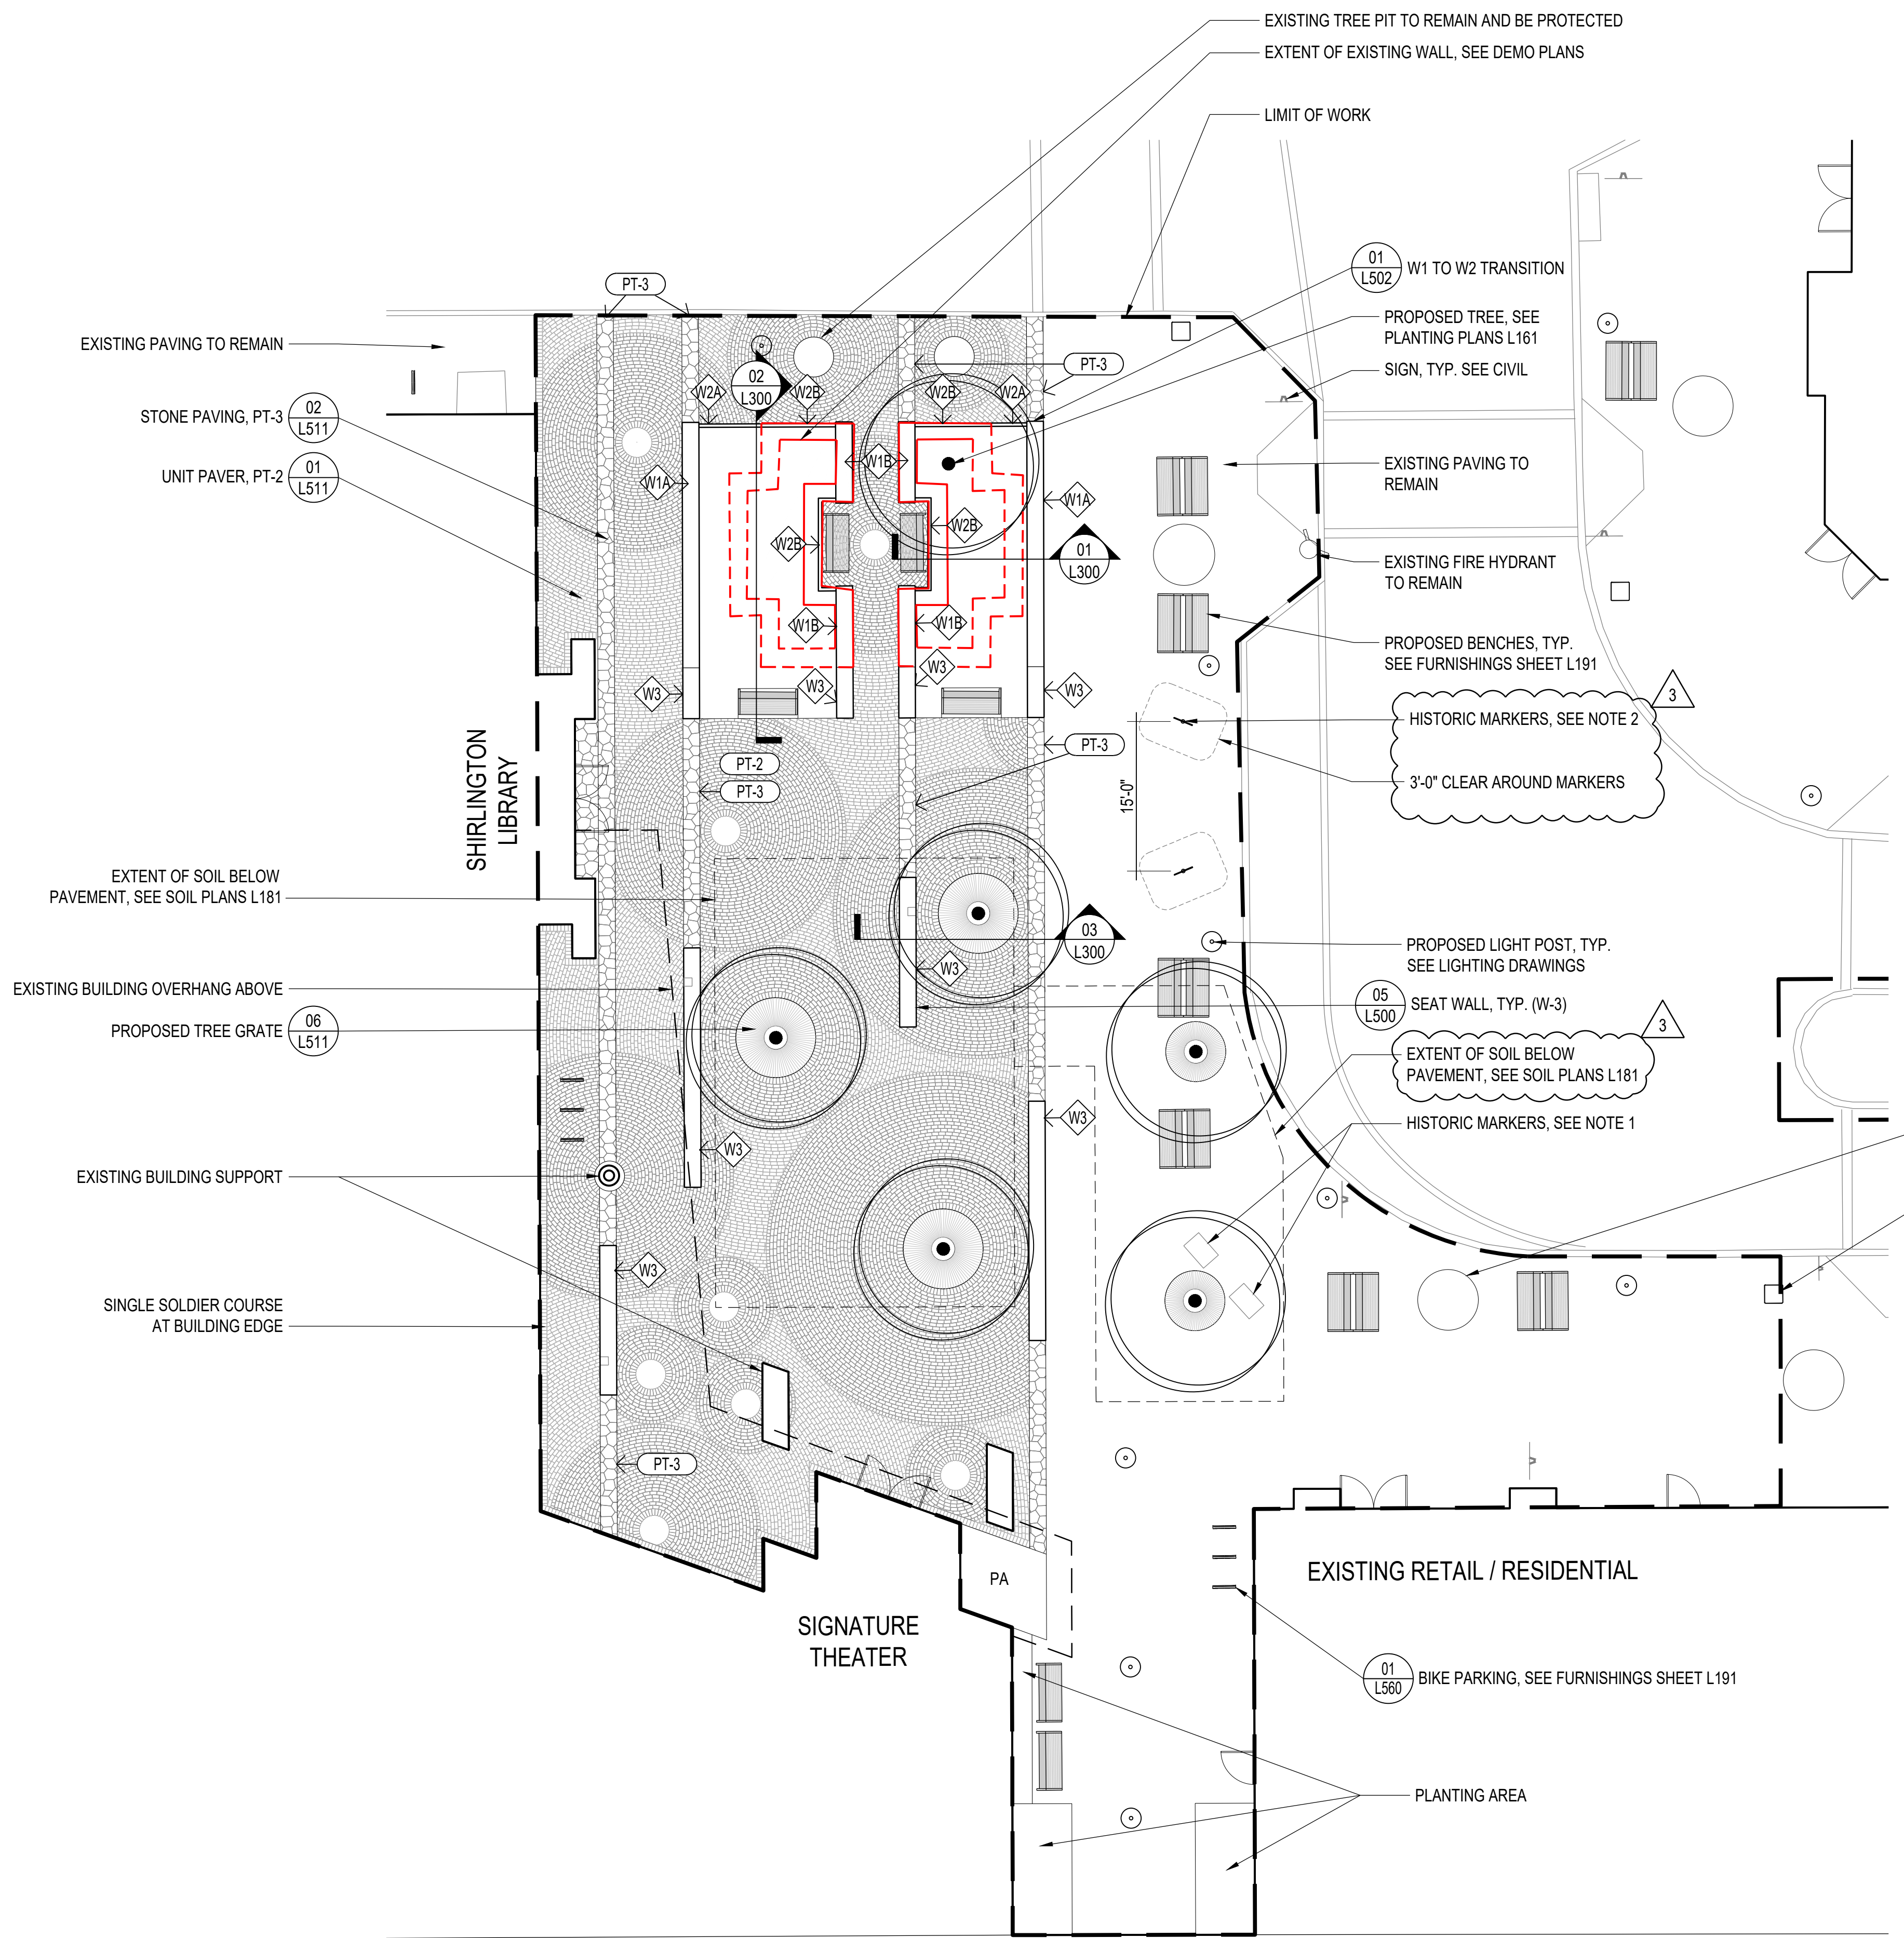 EXISTING TREE PIT TO REMAIN AND BE PROTECTED
EXTENT OF EXISTING WALL, SEE DEMO PLANS
LIMIT OF WORK
01
L502
W1 TO W2 TRANSITION
PT-3
PROPOSED TREE, SEE
PLANTING PLANS L161
EXISTING PAVING TO REMAIN
PT-3
SIGN, TYP. SEE CIVIL
02
L300
W2A
W2B
W2B
W2A
STONE PAVING, PT-3
02
L511
UNIT PAVER, PT-2
01
L511
W1A
W1B
W1A
EXISTING PAVING TO
REMAIN
W2B
W2B
01
L300
EXISTING FIRE HYDRANT
TO REMAIN
W1B
W1B
PROPOSED BENCHES, TYP.
SEE FURNISHINGS SHEET L191
W3
W3
W3
W3
3
HISTORIC MARKERS, SEE NOTE 2
3'-0" CLEAR AROUND MARKERS
PT-3
PT-2
PT-3
15'-0"
SHIRLINGTON
LIBRARY
EXTENT OF SOIL BELOW
PAVEMENT, SEE SOIL PLANS L181
03
L300
W3
PROPOSED LIGHT POST, TYP.
SEE LIGHTING DRAWINGS
EXISTING BUILDING OVERHANG ABOVE
05
L500
SEAT WALL, TYP. (W-3)
PROPOSED TREE GRATE
06
L511
3
EXTENT OF SOIL BELOW
PAVEMENT, SEE SOIL PLANS L181
W3
HISTORIC MARKERS, SEE NOTE 1
W3
EXISTING BUILDING SUPPORT
W3
SINGLE SOLDIER COURSE
AT BUILDING EDGE
PT-3
PA
EXISTING RETAIL / RESIDENTIAL
SIGNATURE
THEATER
01
L560
BIKE PARKING, SEE FURNISHINGS SHEET L191
PLANTING AREA